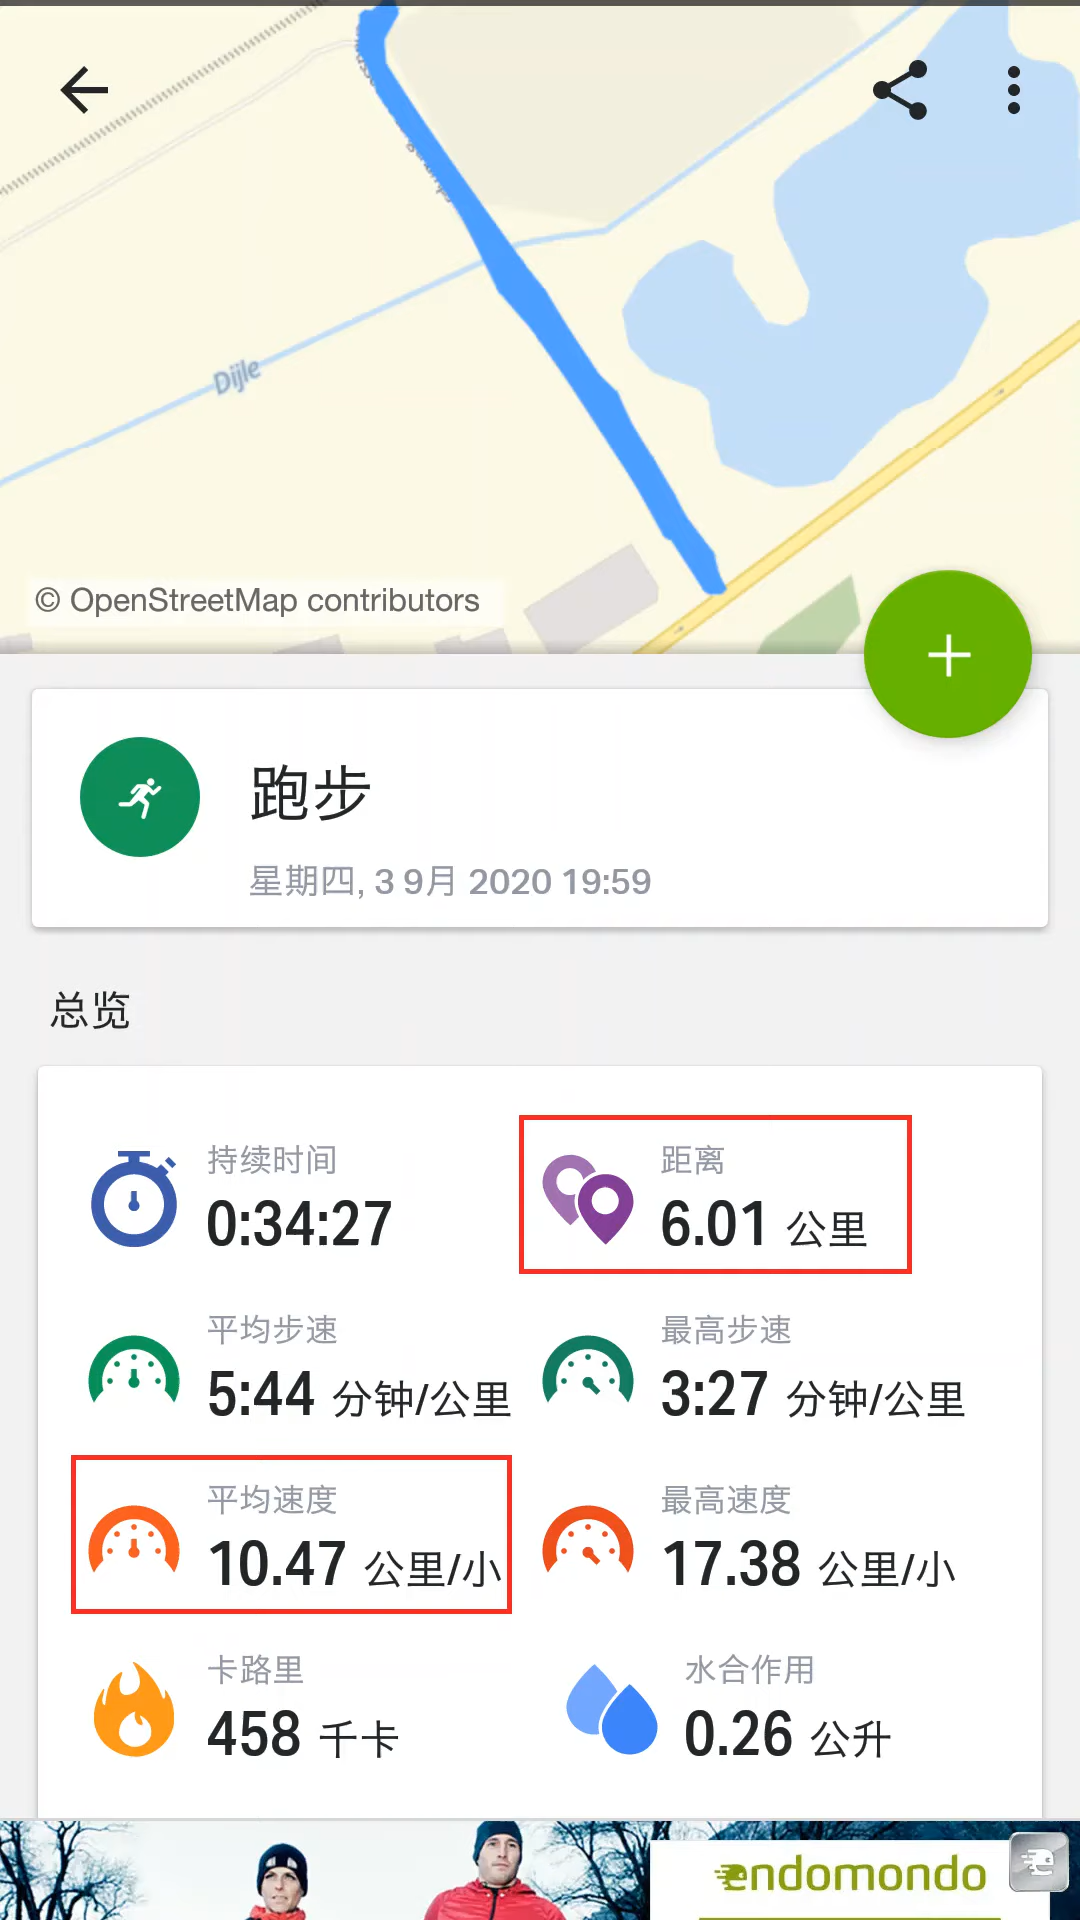 Dijle
© OpenStreetMap contributors
跑步
星期四, 3 9月 2020 19:59
总览
持续时间
0:34:27
距离
6.01 公里
平均步速
5:44 分钟/公里
最高步速
3:27 分钟/公里
平均速度
10.47 公里/小
最高速度
17.38 公里/小
卡路里
458 千卡
水合作用
0.26 公升
endomondo